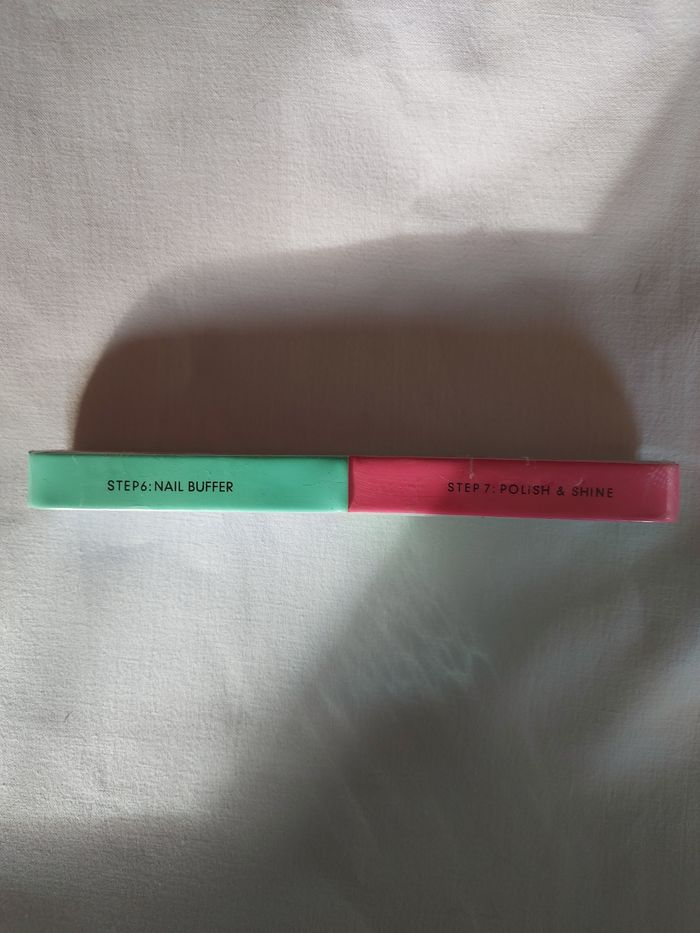 STEP6: NAIL BUFFER
STEP 7: POLiSH & SHINE